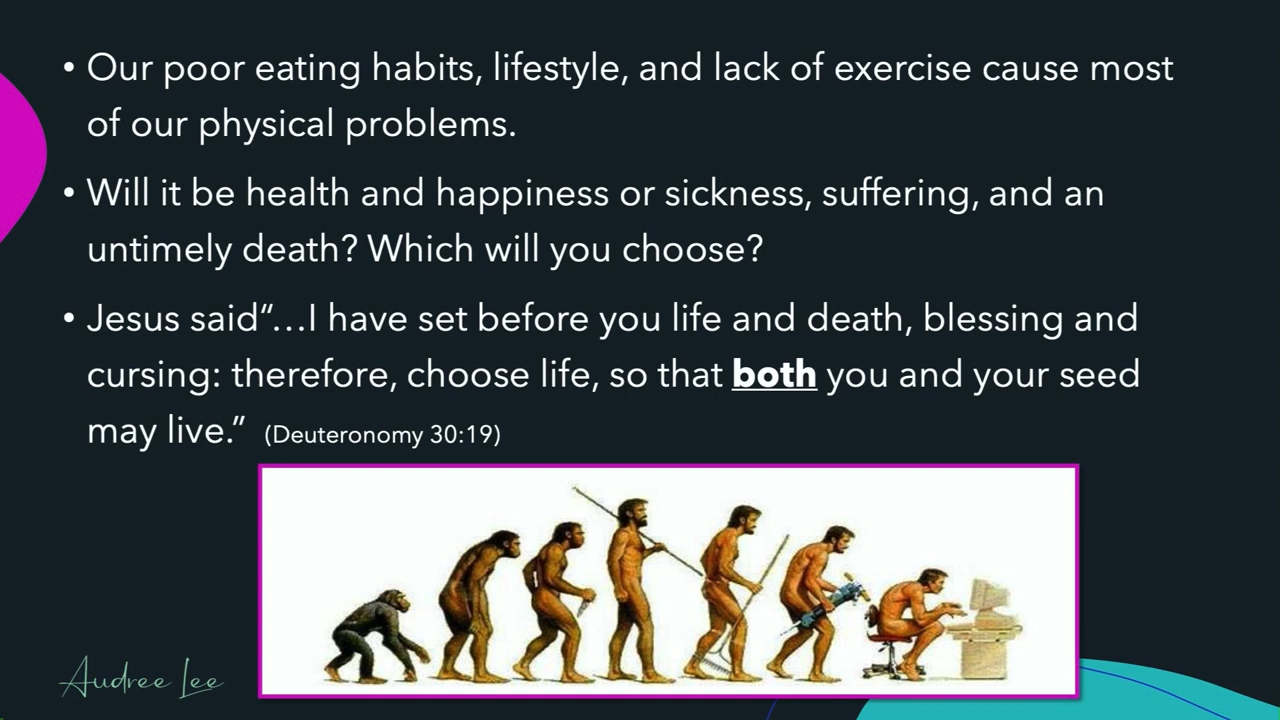 • Our poor eating habits, lifestyle, and lack of exercise cause most
of our physical problems.
• Will it be health and happiness or sickness, suffering, and an
untimely death? Which will you choose?
• Jesus said“…I have set before you life and death, blessing and
cursing: therefore, choose life, so that both you and your seed
may live.” (Deuteronomy 30:19)
Audree Lee